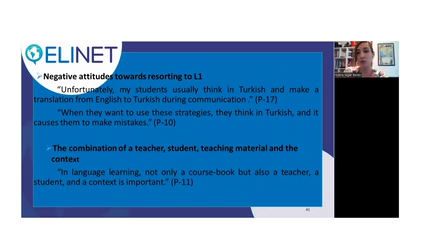 ELINET
Negative attitudes towards resorting to L1
"Unfortunately, my students usually think in Turkish and make a
translation from English to Turkish during communication ." (P-17)
"When they want to use these strategies, they think in Turkish, and it
causes them to make mistakes." (P-10)
The combination of a teacher, student, teaching material and the
context
"In language learning, not only a course-book but also a teacher, a
student, and a context is important." (P-11)